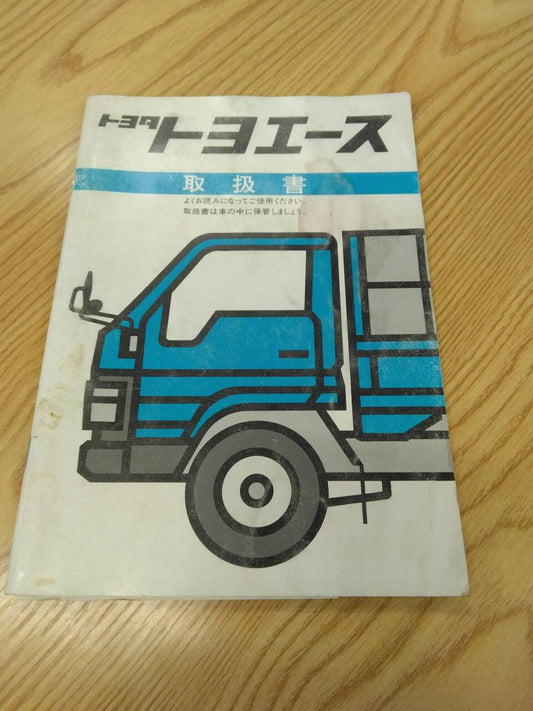 トヨタ トヨエース
取扱書
よくお読みになってご使用ください。
取扱書は車の中に保管しましょう。